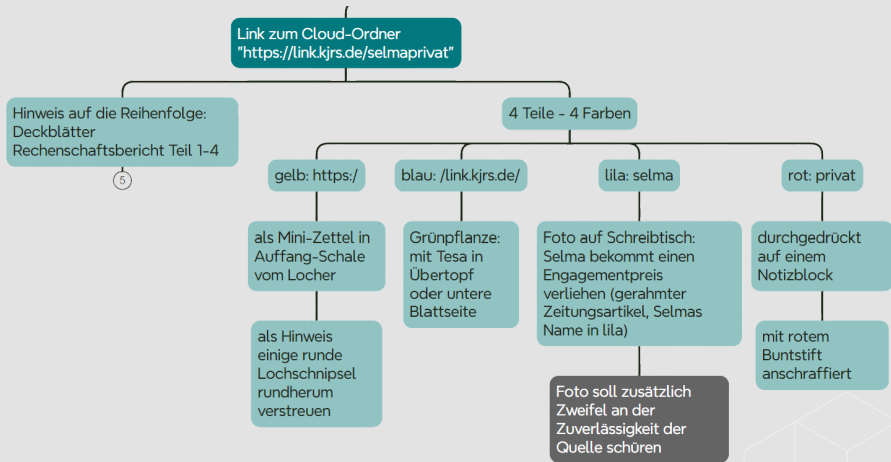 Link zum Cloud-Ordner
"https://link.kjrs.de/selmaprivat"
Hinweis auf die Reihenfolge:
Deckblätter
Rechenschaftsbericht Teil 1-4
5
4 Teile - 4 Farben
gelb: https:/
als Mini-Zettel in
Auffang-Schale
vom Locher
als Hinweis
einige runde
Lochschnipsel
rundherum
verstreuen
blau: /link.kjrs.de/
Grünpflanze:
mit Tesa in
Übertopf
oder untere
Blattseite
lila: selma
Foto auf Schreibtisch:
Selma bekommt einen
Engagementpreis
verliehen (gerahmter
Zeitungsartikel, Selmas
Name in lila)
Foto soll zusätzlich
Zweifel an der
Zuverlässigkeit der
Quelle schüren
rot: privat
durchgedrückt
auf einem
Notizblock
mit rotem
Buntstift
anschraffiert